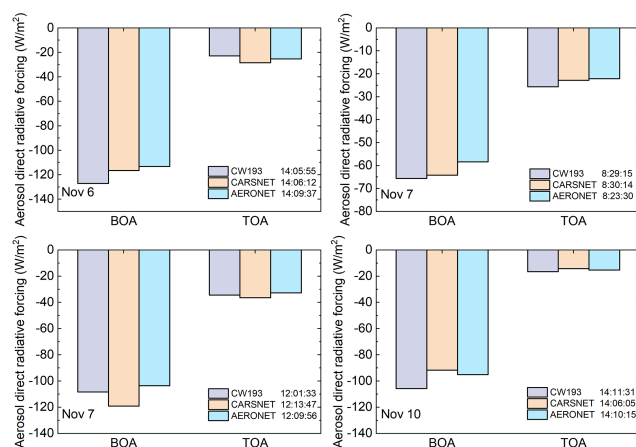 Aerosol direct radiative forcing (W/m²)
0
-20
-40
-60
-80
-100
-120
-140
Nov 6
CW193 14:05:55
CARSNET 14:06:12
AERONET 14:09:37
BOA TOA
Aerosol direct radiative forcing (W/m²)
0
-10
-20
-30
-40
-50
-60
-70
-80
Nov 7
CW193 8:29:15
CARSNET 8:30:14
AERONET 8:23:30
BOA TOA
Aerosol direct radiative forcing (W/m²)
0
-20
-40
-60
-80
-100
-120
-140
Nov 7
CW193 12:01:33
CARSNET 12:13:47
AERONET 12:09:56
BOA TOA
Aerosol direct radiative forcing (W/m²)
0
-20
-40
-60
-80
-100
-120
-140
Nov 10
CW193 14:11:31
CARSNET 14:06:05
AERONET 14:10:15
BOA TOA